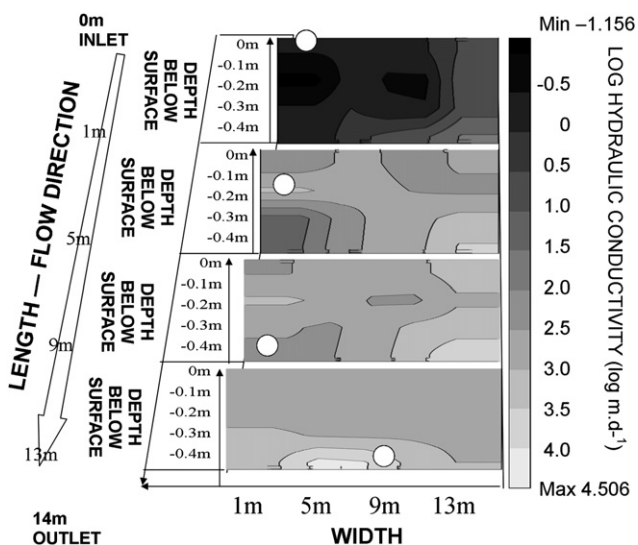 0m
INLET
LENGTH — FLOW DIRECTION
1m
5m
9m
13m
14m
OUTLET
DEPTH
BELOW
SURFACE
0m
-0.1m
-0.2m
-0.3m
-0.4m
DEPTH
BELOW
SURFACE
0m
-0.1m
-0.2m
-0.3m
-0.4m
DEPTH
BELOW
SURFACE
0m
-0.1m
-0.2m
-0.3m
-0.4m
DEPTH
BELOW
SURFACE
0m
-0.1m
-0.2m
-0.3m
-0.4m
1m 5m 9m 13m
WIDTH
Min –1.156
-0.5
0
0.5
1.0
1.5
2.0
2.5
3.0
3.5
4.0
Max 4.506
LOG HYDRAULIC CONDUCTIVITY (log m.d⁻¹)